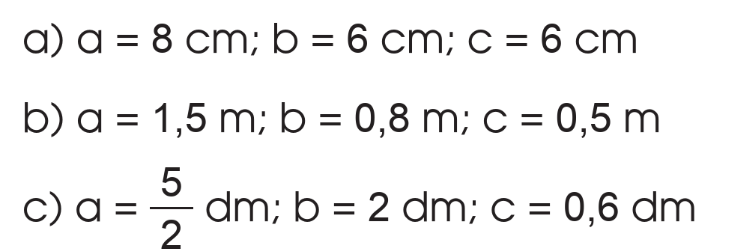 a) a = 8 cm; b = 6 cm; c = 6 cm
b) a = 1,5 m; b = 0,8 m; c = 0,5 m
c) a = 5/2 dm; b = 2 dm; c = 0,6 dm